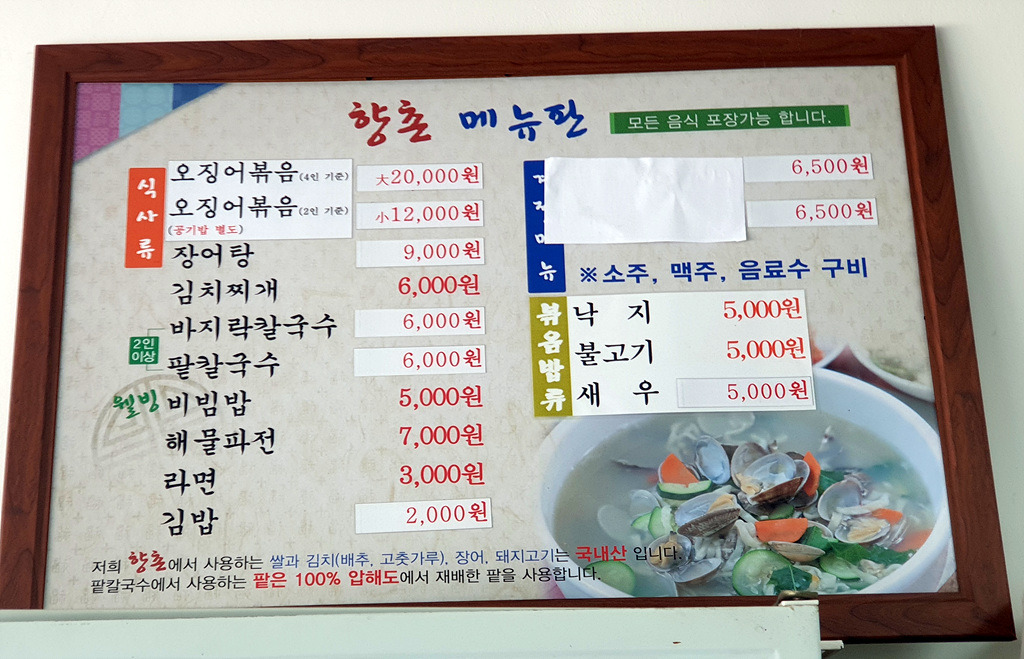 향촌 메뉴판
모든 음식 포장가능 합니다.
식사류
오징어볶음(4인 기준) 大20,000원
오징어볶음(2인 기준) 小12,000원
(공기밥 별도)
장어탕 9,000원
김치찌개 6,000원
2인 이상
바지락칼국수 6,000원
팥칼국수 6,000원
웰빙 비빔밥 5,000원
해물파전 7,000원
라면 3,000원
김밥 2,000원
메뉴
6,500원
6,500원
※소주, 맥주, 음료수 구비
볶음밥류
낙지 5,000원
불고기 5,000원
새우 5,000원
저희 향촌에서 사용하는 쌀과 김치(배추, 고춧가루), 장어, 돼지고기는 국내산 입니다.
팥칼국수에서 사용하는 팥은 100% 압해도에서 재배한 팥을 사용합니다.